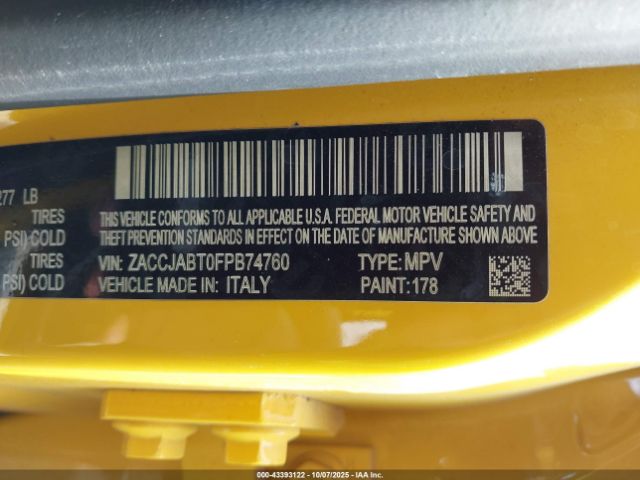 277 LB
TIRES
PSI) COLD
TIRES
PSI) COLD
THIS VEHICLE CONFORMS TO ALL APPLICABLE U.S.A. FEDERAL MOTOR VEHICLE SAFETY AND
THEFT PREVENTION STANDARDS IN EFFECT ON THE DATE OF MANUFACTURE SHOWN ABOVE.
VIN: ZACCJABT0FPB74760 TYPE: MPV
VEHICLE MADE IN: ITALY PAINT: 178
000-43393122 - 10/07/2025 - IAAI.COM